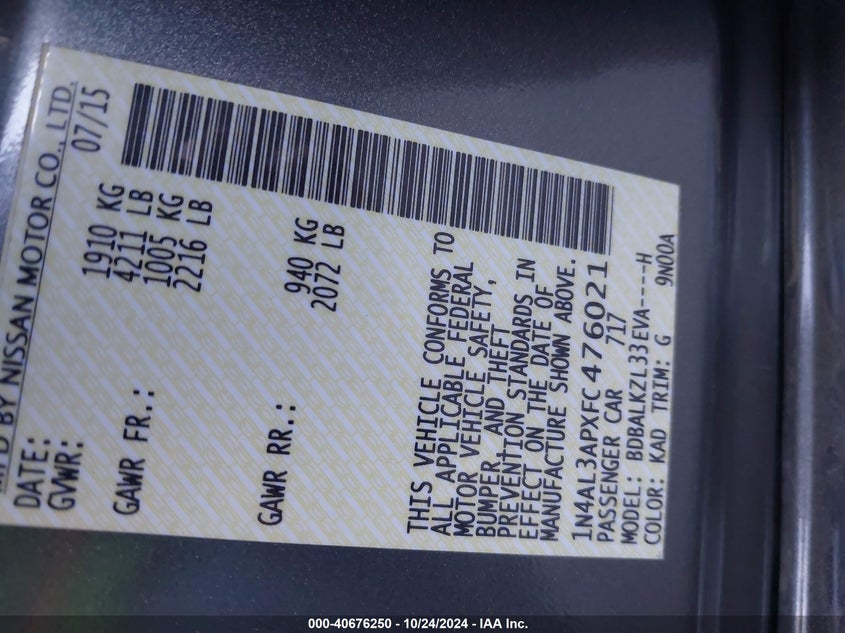 MFD BY NISSAN MOTOR CO., LTD.
DATE: 07/15
GVWR: 1910 KG
4211 LB
GAWR FR.: 1005 KG
2216 LB
GAWR RR.: 940 KG
2072 LB
THIS VEHICLE CONFORMS TO
ALL APPLICABLE FEDERAL
MOTOR VEHICLE SAFETY,
BUMPER, AND THEFT
PREVENTION STANDARDS IN
EFFECT ON THE DATE OF
MANUFACTURE SHOWN ABOVE.
1N4AL3APXFC476021
PASSENGER CAR 717
MODEL: BDBALKZL33EVA----H
COLOR: KAD TRIM: G 9N00A
000-40676250 - 10/24/2024 - IAA Inc.